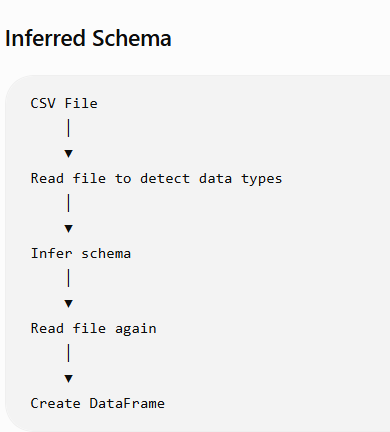 Inferred Schema
CSV File
│
▼
Read file to detect data types
│
▼
Infer schema
│
▼
Read file again
│
▼
Create DataFrame